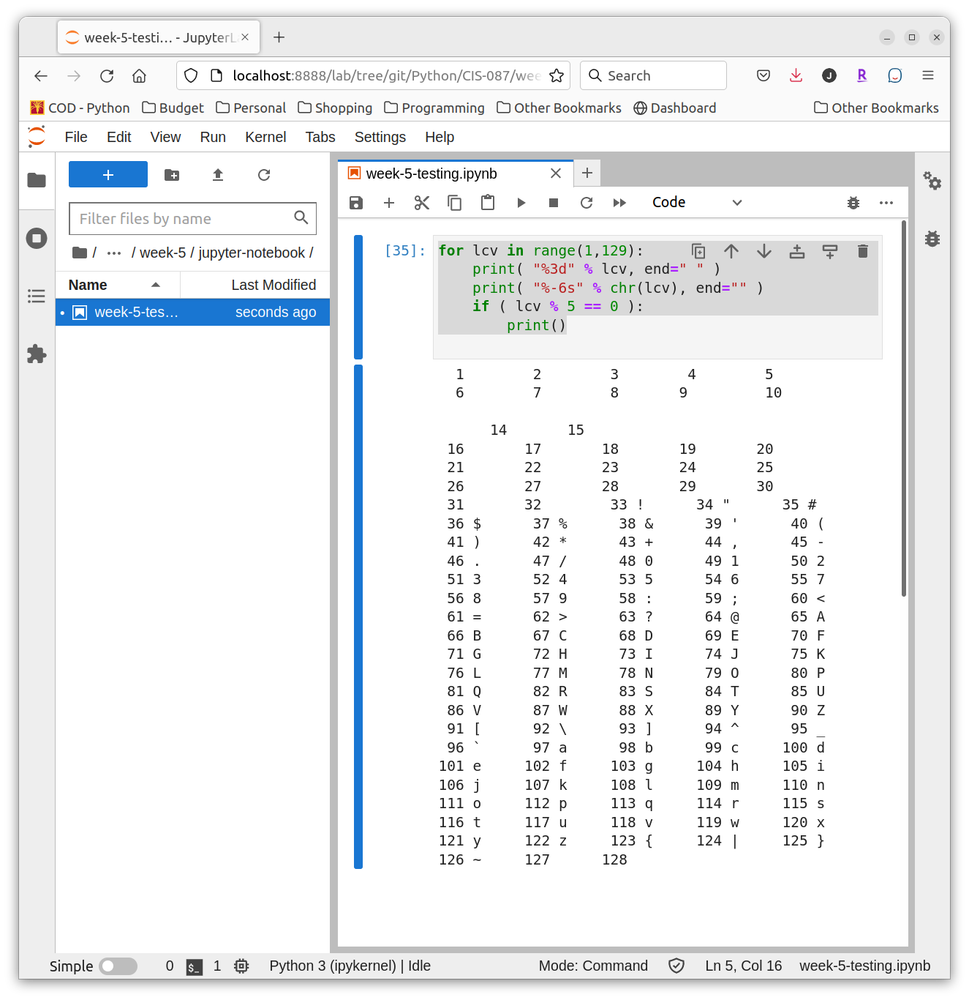 week-5-testi… - JupyterL
localhost:8888/lab/tree/git/Python/CIS-087/wee
Search
J
R
COD - Python Budget Personal Shopping Programming Other Bookmarks Dashboard Other Bookmarks
File Edit View Run Kernel Tabs Settings Help
+
week-5-testing.ipynb
Code
Filter files by name
/ … / week-5 / jupyter-notebook /
Name Last Modified
week-5-tes… seconds ago
[35]:
for lcv in range(1,129):
    print( "%3d" % lcv, end=" " )
    print( "%-6s" % chr(lcv), end="" )
    if ( lcv % 5 == 0 ):
        print()
1 2 3 4 5
6 7 8 9 10
14 15
16 17 18 19 20
21 22 23 24 25
26 27 28 29 30
31 32 33 ! 34 " 35 #
36 $ 37 % 38 & 39 ' 40 (
41 ) 42 * 43 + 44 , 45 -
46 . 47 / 48 0 49 1 50 2
51 3 52 4 53 5 54 6 55 7
56 8 57 9 58 : 59 ; 60 <
61 = 62 > 63 ? 64 @ 65 A
66 B 67 C 68 D 69 E 70 F
71 G 72 H 73 I 74 J 75 K
76 L 77 M 78 N 79 O 80 P
81 Q 82 R 83 S 84 T 85 U
86 V 87 W 88 X 89 Y 90 Z
91 [ 92 \ 93 ] 94 ^ 95 _
96 ` 97 a 98 b 99 c 100 d
101 e 102 f 103 g 104 h 105 i
106 j 107 k 108 l 109 m 110 n
111 o 112 p 113 q 114 r 115 s
116 t 117 u 118 v 119 w 120 x
121 y 122 z 123 { 124 | 125 }
126 ~ 127 128
Simple 0 $_ 1 Python 3 (ipykernel) | Idle Mode: Command Ln 5, Col 16 week-5-testing.ipynb